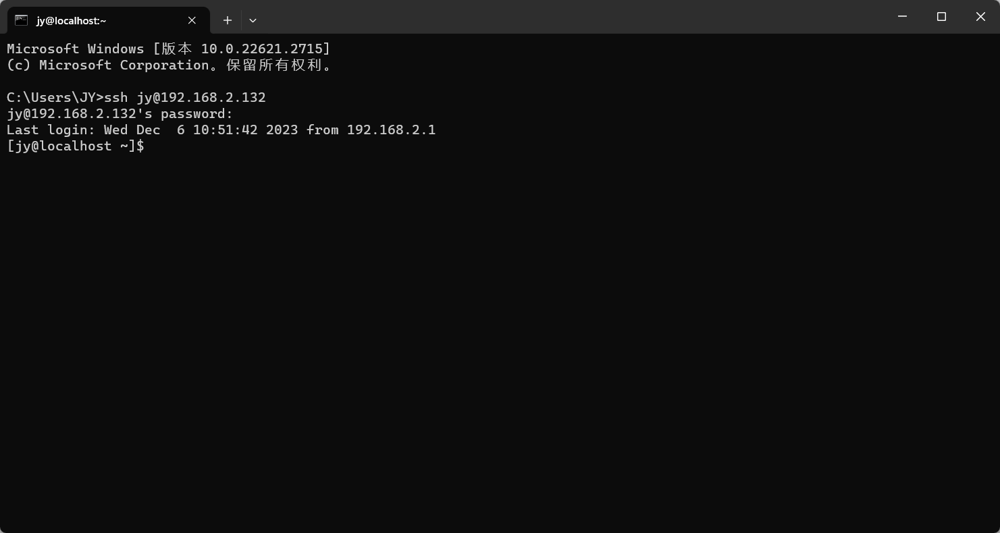 jy@localhost:~
Microsoft Windows [版本 10.0.22621.2715]
(c) Microsoft Corporation。保留所有权利。
C:\Users\JY>ssh jy@192.168.2.132
jy@192.168.2.132's password:
Last login: Wed Dec  6 10:51:42 2023 from 192.168.2.1
[jy@localhost ~]$